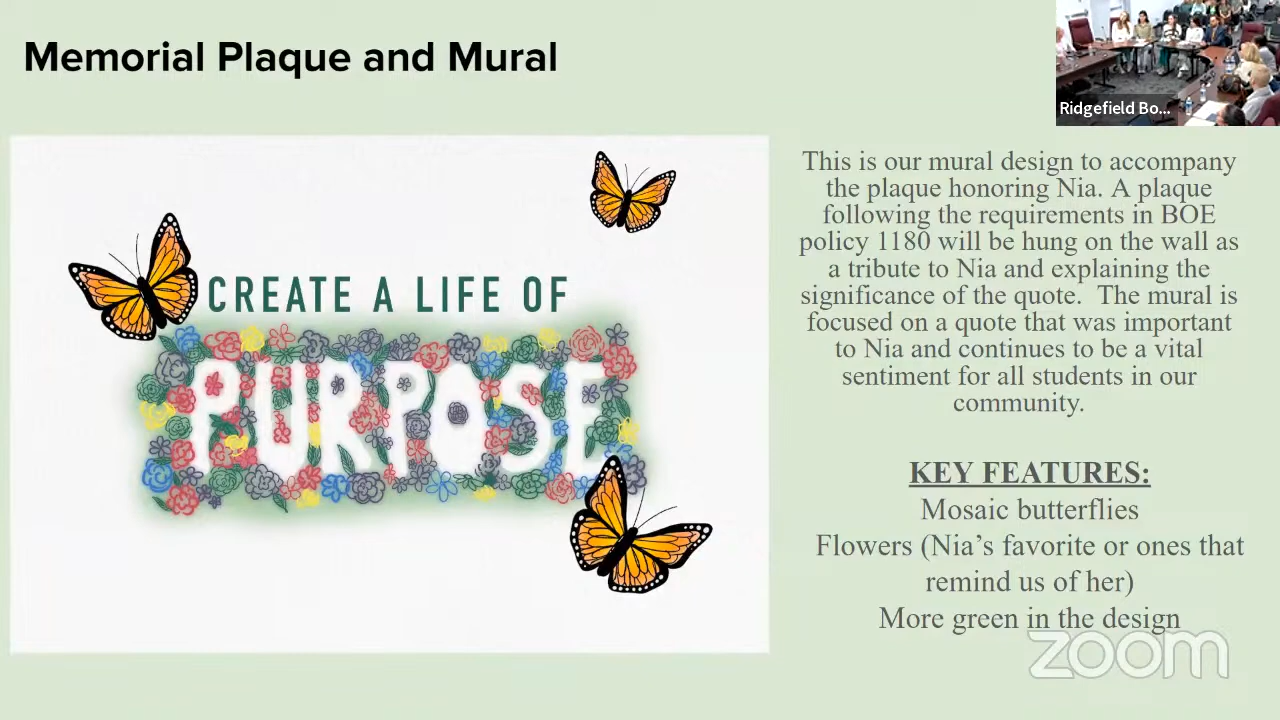 Memorial Plaque and Mural
Ridgefield Bo...
CREATE A LIFE OF
PURPOSE
This is our mural design to accompany
the plaque honoring Nia. A plaque
following the requirements in BOE
policy 1180 will be hung on the wall as
a tribute to Nia and explaining the
significance of the quote. The mural is
focused on a quote that was important
to Nia and continues to be a vital
sentiment for all students in our
community.
KEY FEATURES:
Mosaic butterflies
Flowers (Nia's favorite or ones that
remind us of her)
More green in the design
zoom